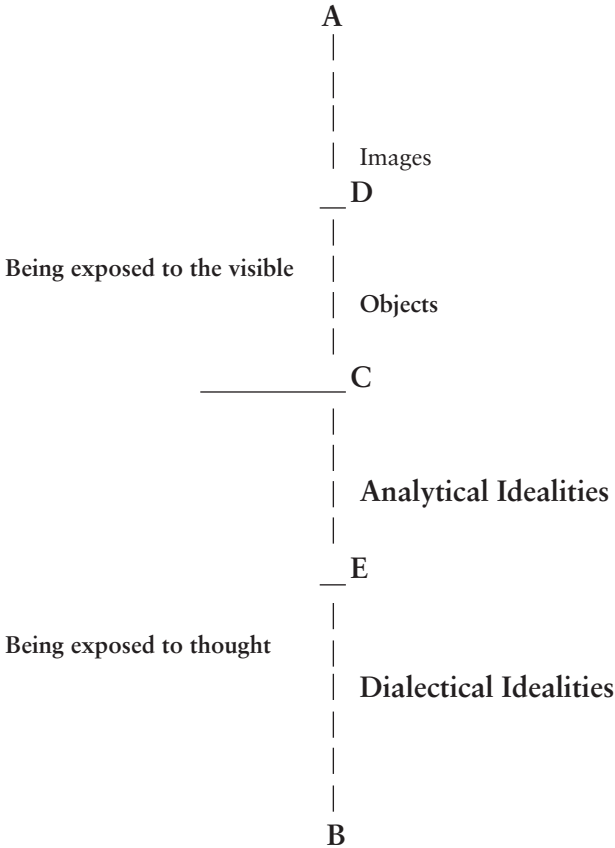 A
Images
D
Being exposed to the visible
Objects
C
Analytical Idealities
E
Being exposed to thought
Dialectical Idealities
B